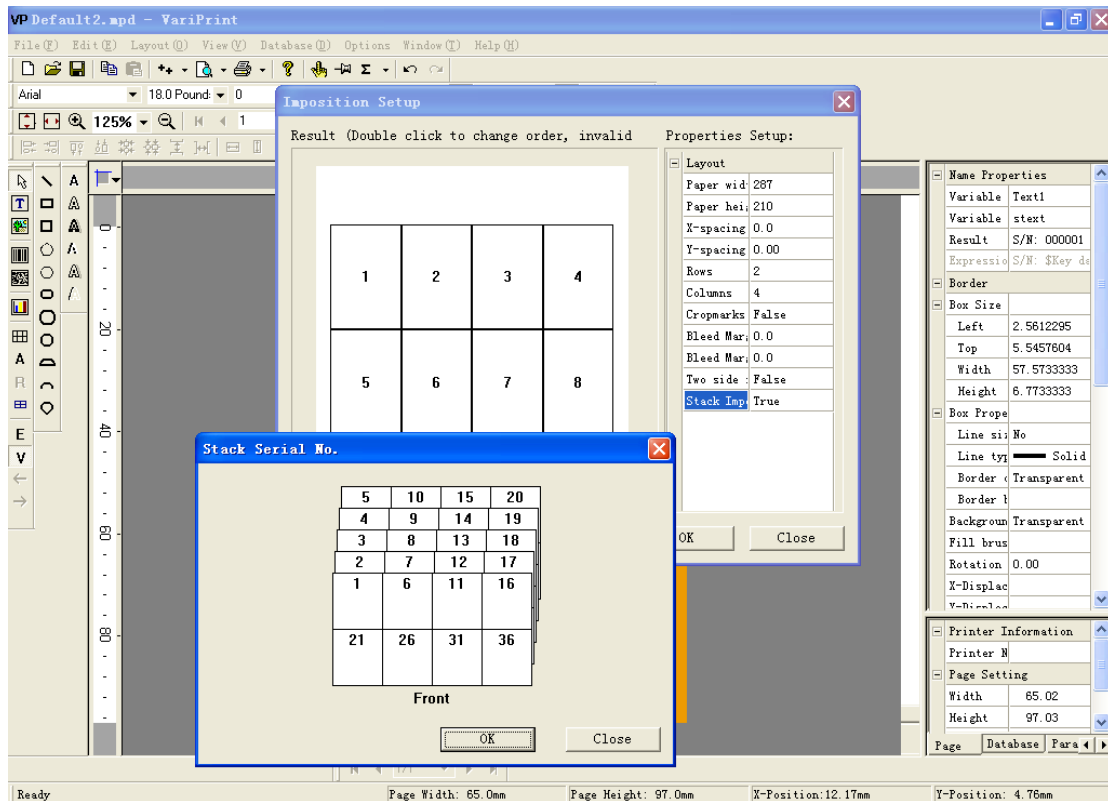 VP Default2.mpd - VariPrint
File(F) Edit(E) Layout(O) View(V) Database(D) Options Window(T) Help(H)
Arial 18.0 Pound: 0
125% 1
Imposition Setup
Result (Double click to change order, invalid
Properties Setup:
Layout
Paper wid 287
Paper hei 210
X-spacing 0.0
Y-spacing 0.00
Rows 2
Columns 4
Cropmarks False
Bleed Mar 0.0
Bleed Mar 0.0
Two side : False
Stack Imp True
1 2 3 4
5 6 7 8
OK Close
Stack Serial No.
5 10 15 20
4 9 14 19
3 8 13 18
2 7 12 17
1 6 11 16
21 26 31 36
Front
OK Close
0
20
40
60
80
T
A
R
E
V
A
A
A
A
A
A
Name Properties
Variable Text1
Variable stext
Result S/N: 000001
Expressio S/N: $Key de
Border
Box Size
Left 2.5612295
Top 5.5457604
Width 57.5733333
Height 6.7733333
Box Prope
Line si: No
Line typ Solid
Border Transparent
Border
Backgroun Transparent
Fill brus
Rotation 0.00
X-Displac
Y-Displac
Printer Information
Printer N
Page Setting
Width 65.02
Height 97.03
Page Database Para
1/1
Ready Page Width: 65.0mm Page Height: 97.0mm X-Position:12.17mm Y-Position: 4.76mm